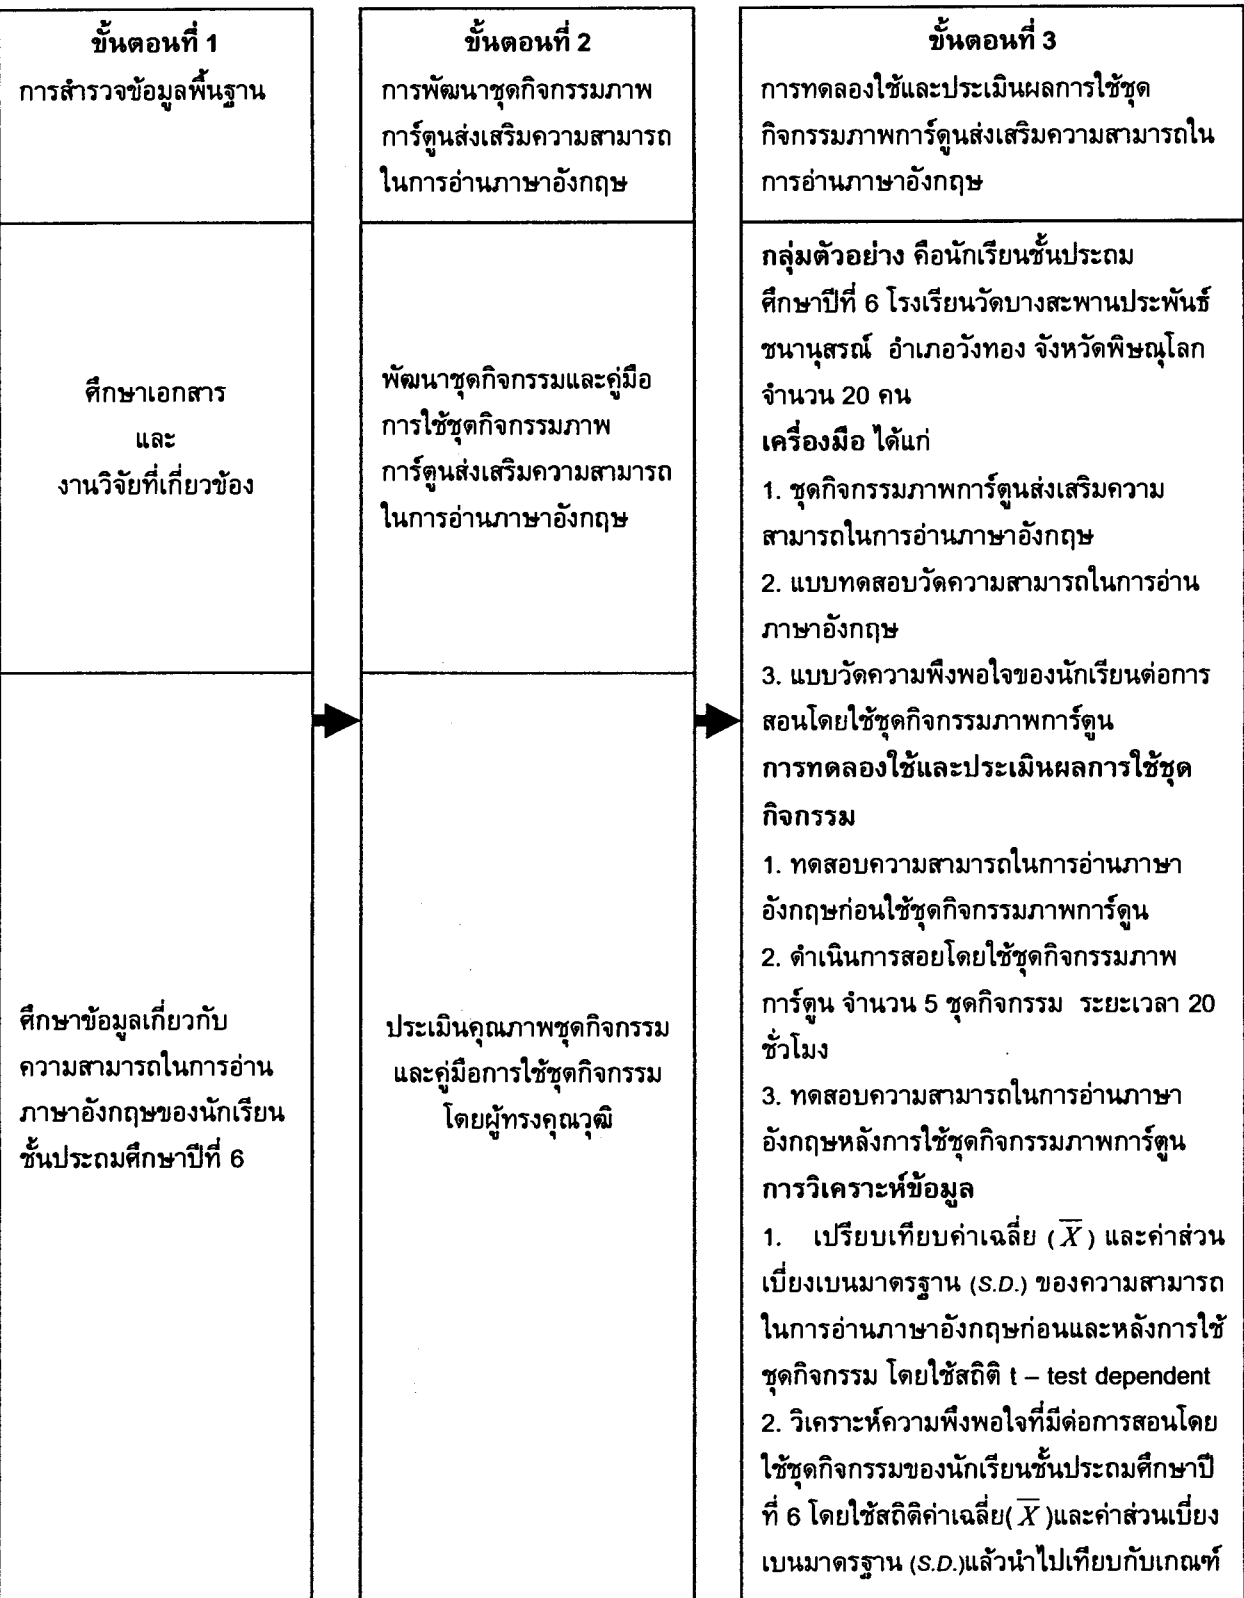 ขั้นตอนที่ 1
การสำรวจข้อมูลพื้นฐาน
ศึกษาเอกสาร
และ
งานวิจัยที่เกี่ยวข้อง
ศึกษาข้อมูลเกี่ยวกับ
ความสามารถในการอ่าน
ภาษาอังกฤษของนักเรียน
ชั้นประถมศึกษาปีที่ 6
ขั้นตอนที่ 2
การพัฒนาชุดกิจกรรมภาพ
การ์ตูนส่งเสริมความสามารถ
ในการอ่านภาษาอังกฤษ
พัฒนาชุดกิจกรรมและคู่มือ
การใช้ชุดกิจกรรมภาพ
การ์ตูนส่งเสริมความสามารถ
ในการอ่านภาษาอังกฤษ
ประเมินคุณภาพชุดกิจกรรม
และคู่มือการใช้ชุดกิจกรรม
โดยผู้ทรงคุณวุฒิ
ขั้นตอนที่ 3
การทดลองใช้และประเมินผลการใช้ชุด
กิจกรรมภาพการ์ตูนส่งเสริมความสามารถใน
การอ่านภาษาอังกฤษ
กลุ่มตัวอย่าง คือนักเรียนชั้นประถม
ศึกษาปีที่ 6 โรงเรียนวัดบางสะพานประพันธ์
ชนานุสรณ์ อำเภอวังทอง จังหวัดพิษณุโลก
จำนวน 20 คน
เครื่องมือ ได้แก่
1. ชุดกิจกรรมภาพการ์ตูนส่งเสริมความ
สามารถในการอ่านภาษาอังกฤษ
2. แบบทดสอบวัดความสามารถในการอ่าน
ภาษาอังกฤษ
3. แบบวัดความพึงพอใจของนักเรียนต่อการ
สอนโดยใช้ชุดกิจกรรมภาพการ์ตูน
การทดลองใช้และประเมินผลการใช้ชุด
กิจกรรม
1. ทดสอบความสามารถในการอ่านภาษา
อังกฤษก่อนใช้ชุดกิจกรรมภาพการ์ตูน
2. ดำเนินการสอยโดยใช้ชุดกิจกรรมภาพ
การ์ตูน จำนวน 5 ชุดกิจกรรม ระยะเวลา 20
ชั่วโมง
3. ทดสอบความสามารถในการอ่านภาษา
อังกฤษหลังการใช้ชุดกิจกรรมภาพการ์ตูน
การวิเคราะห์ข้อมูล
1. เปรียบเทียบค่าเฉลี่ย (X̅) และค่าส่วน
เบี่ยงเบนมาตรฐาน (S.D.) ของความสามารถ
ในการอ่านภาษาอังกฤษก่อนและหลังการใช้
ชุดกิจกรรม โดยใช้สถิติ t – test dependent
2. วิเคราะห์ความพึงพอใจที่มีต่อการสอนโดย
ใช้ชุดกิจกรรมของนักเรียนชั้นประถมศึกษาปี
ที่ 6 โดยใช้สถิติค่าเฉลี่ย(X̅)และค่าส่วนเบี่ยง
เบนมาตรฐาน (S.D.)แล้วนำไปเทียบกับเกณฑ์